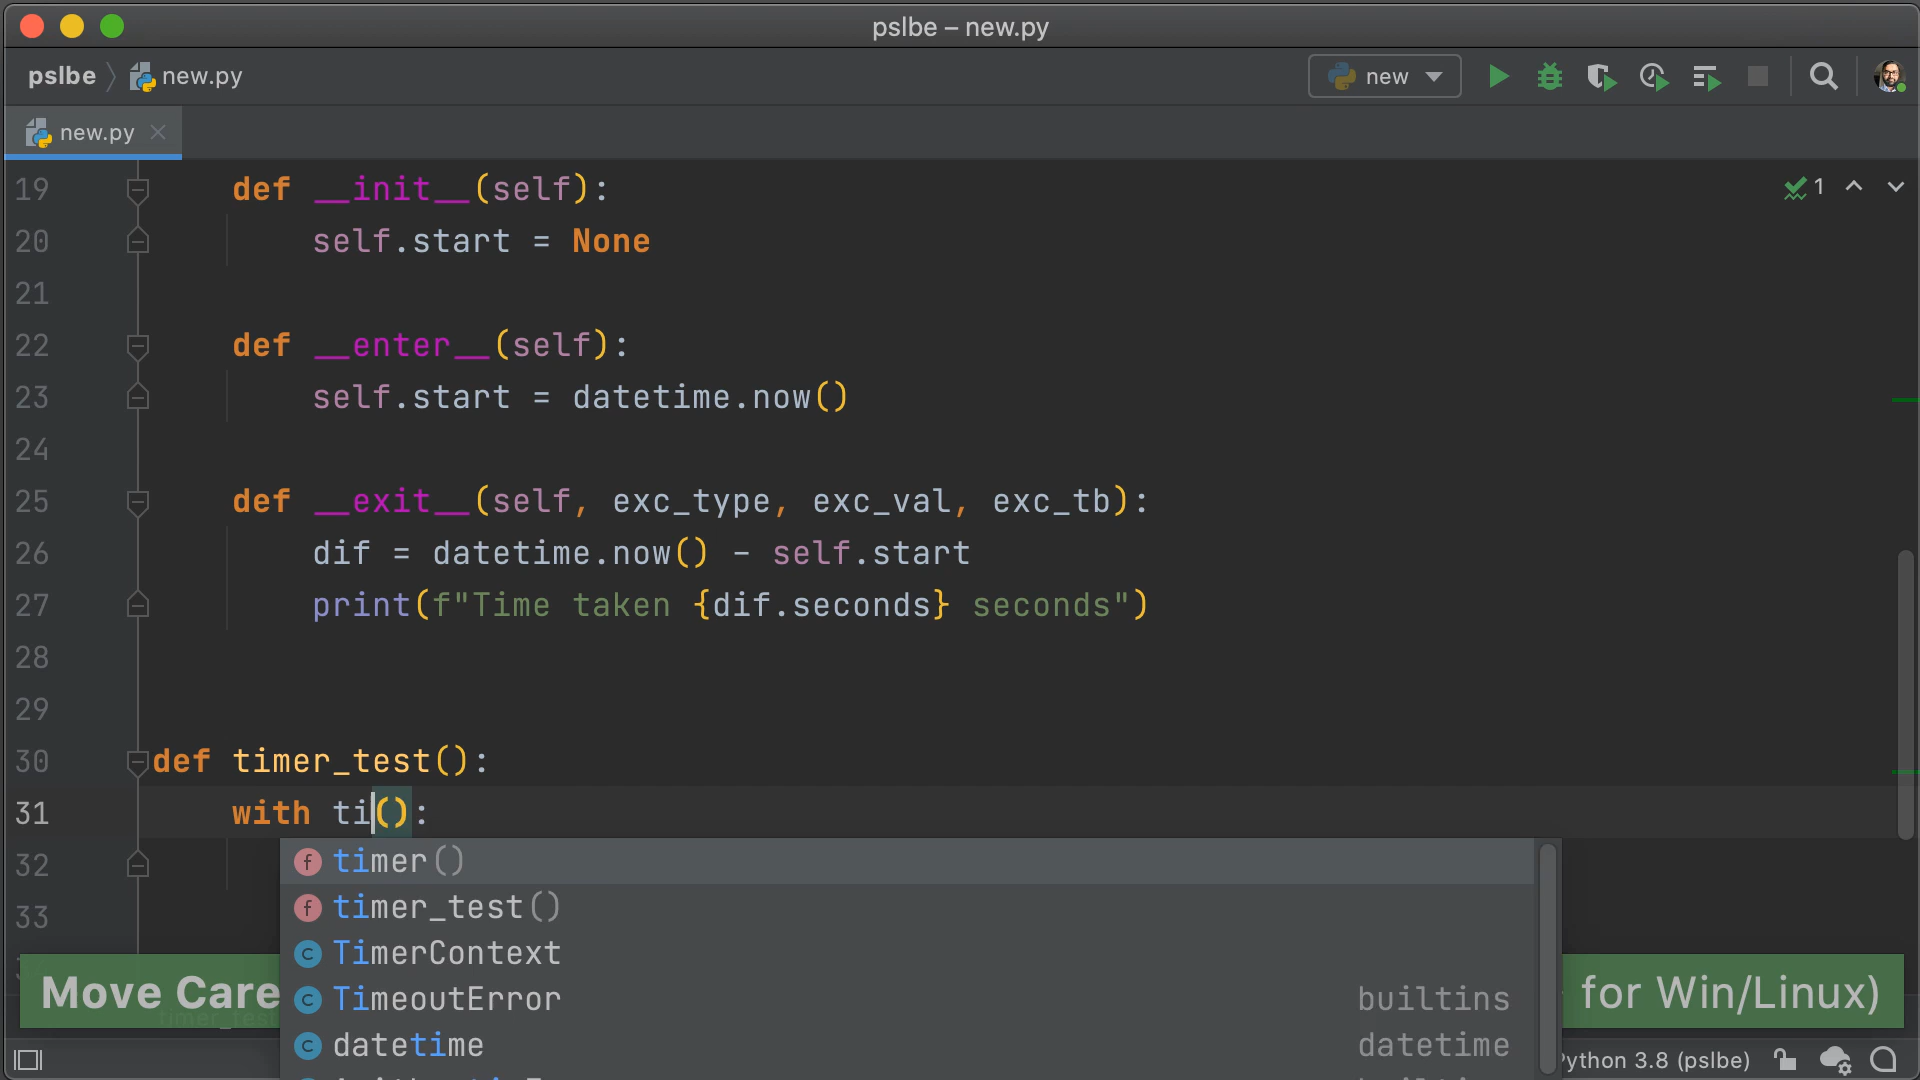 pslbe – new.py
pslbe new.py
new
new.py
1
19 def __init__(self):
20 self.start = None
21
22 def __enter__(self):
23 self.start = datetime.now()
24
25 def __exit__(self, exc_type, exc_val, exc_tb):
26 dif = datetime.now() - self.start
27 print(f"Time taken {dif.seconds} seconds")
28
29
30 def timer_test():
31 with ti():
32
33
f timer()
f timer_test()
C TimerContext
C TimeoutError builtins
C datetime datetime
Move Care for Win/Linux)
timer_test
Python 3.8 (pslbe)